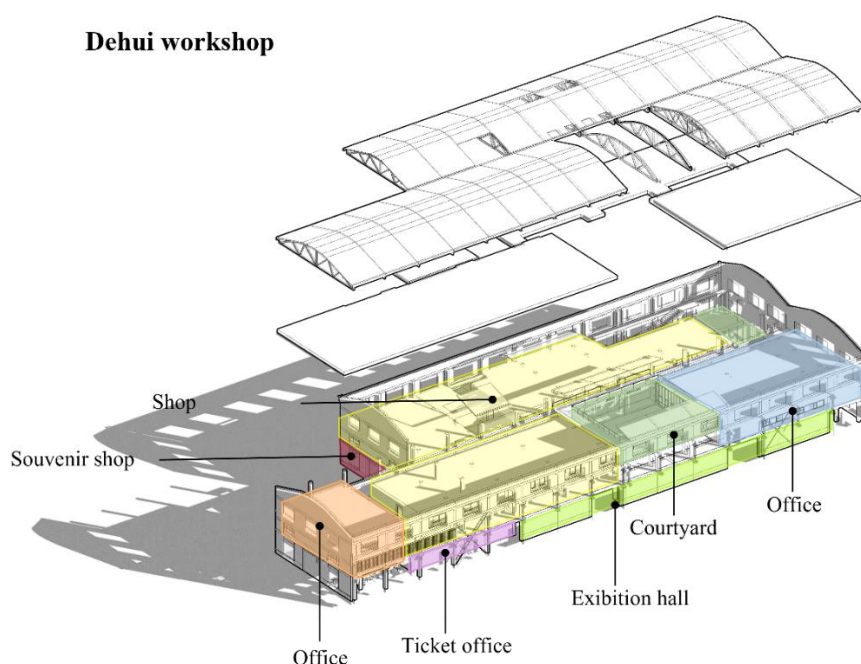 Dehui workshop
Shop
Souvenir shop
Office
Courtyard
Exibition hall
Ticket office
Office